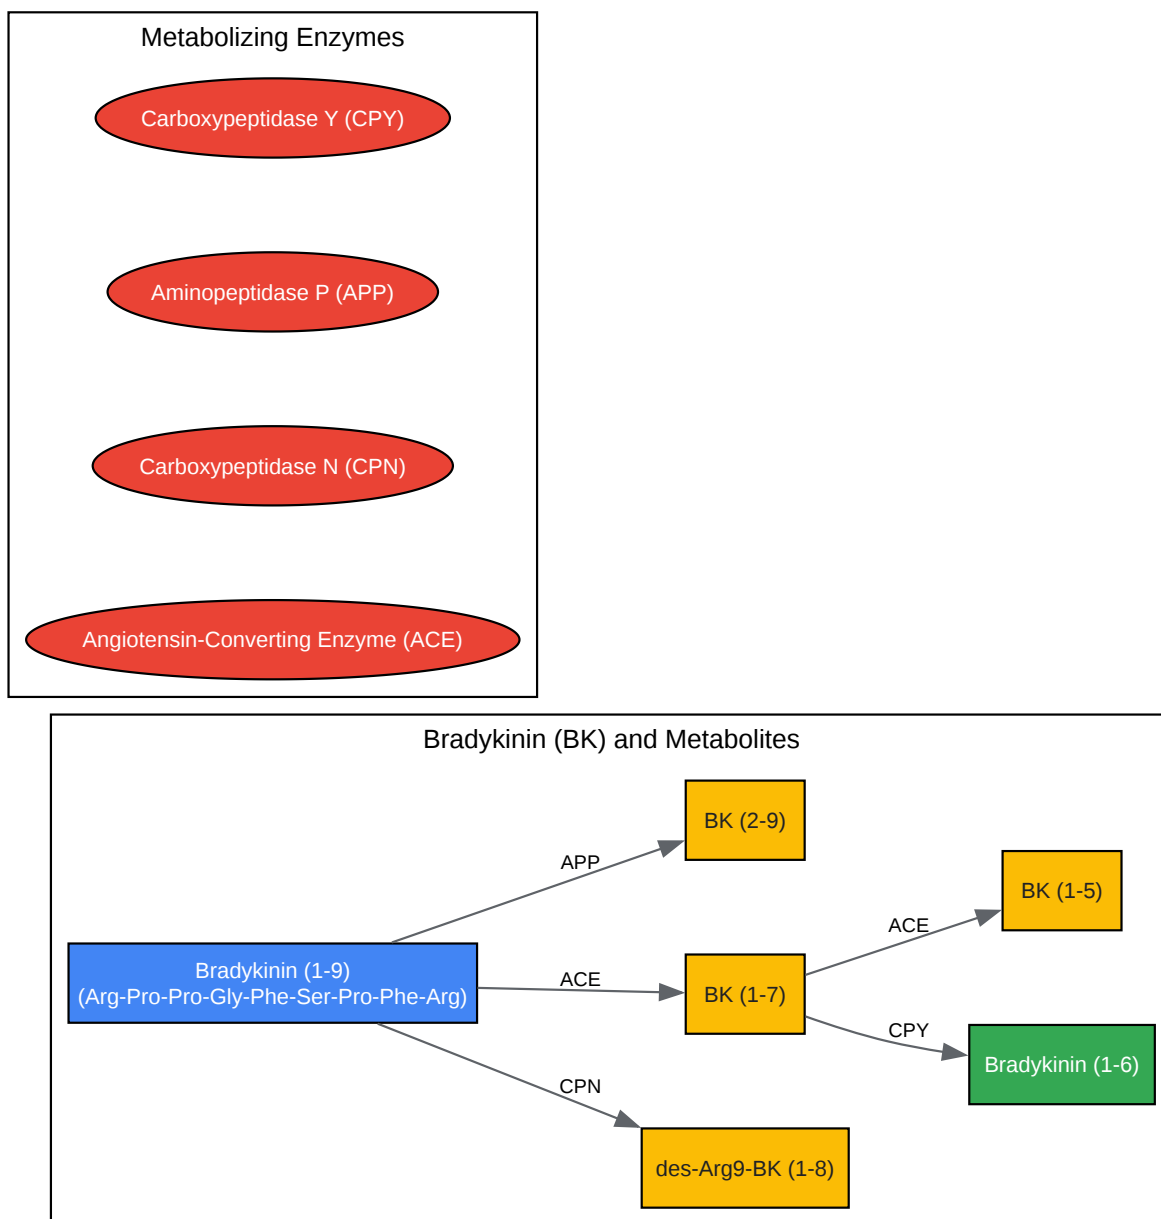 Metabolizing Enzymes
Carboxypeptidase Y (CPY)
Aminopeptidase P (APP)
Carboxypeptidase N (CPN)
Angiotensin-Converting Enzyme (ACE)
Bradykinin (BK) and Metabolites
BK (2-9)
APP
BK (1-5)
ACE
Bradykinin (1-9)
(Arg-Pro-Pro-Gly-Phe-Ser-Pro-Phe-Arg)
ACE
BK (1-7)
CPY
Bradykinin (1-6)
CPN
des-Arg9-BK (1-8)